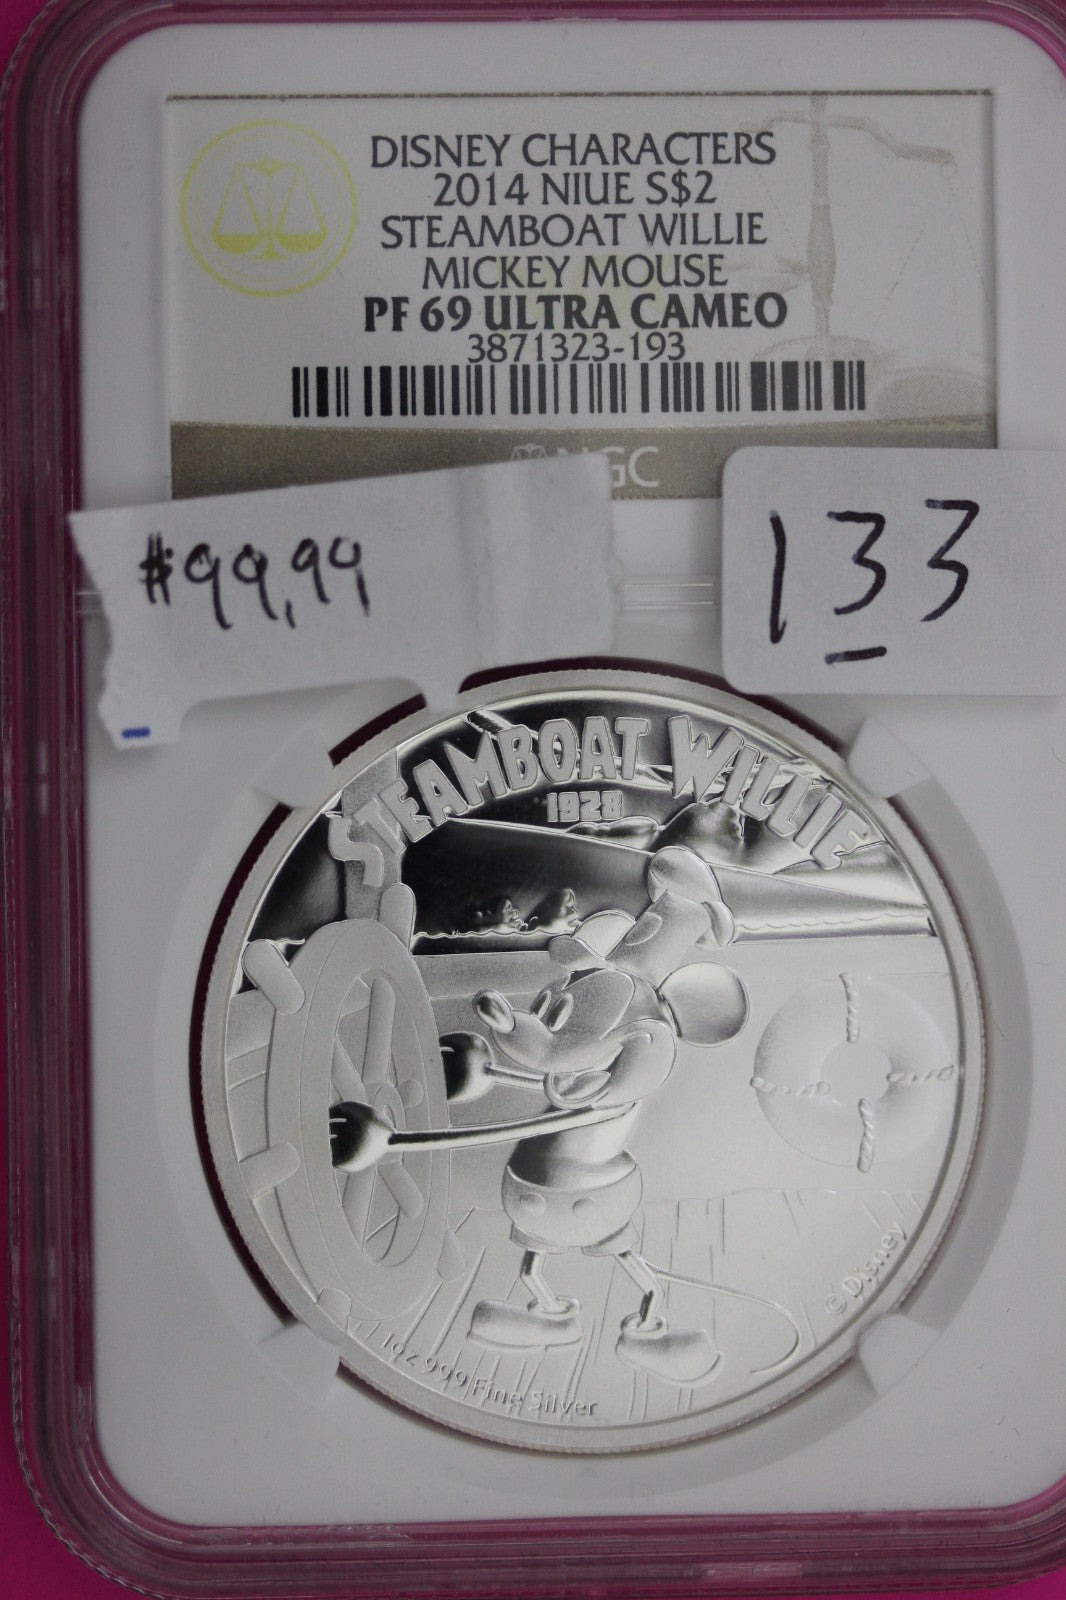 DISNEY CHARACTERS
2014 NIUE S$2
STEAMBOAT WILLIE
MICKEY MOUSE
PF 69 ULTRA CAMEO
3871323-193
NGC
#99,99
133
STEAMBOAT WILLIE
1928
© Disney
1oz 999 Fine Silver